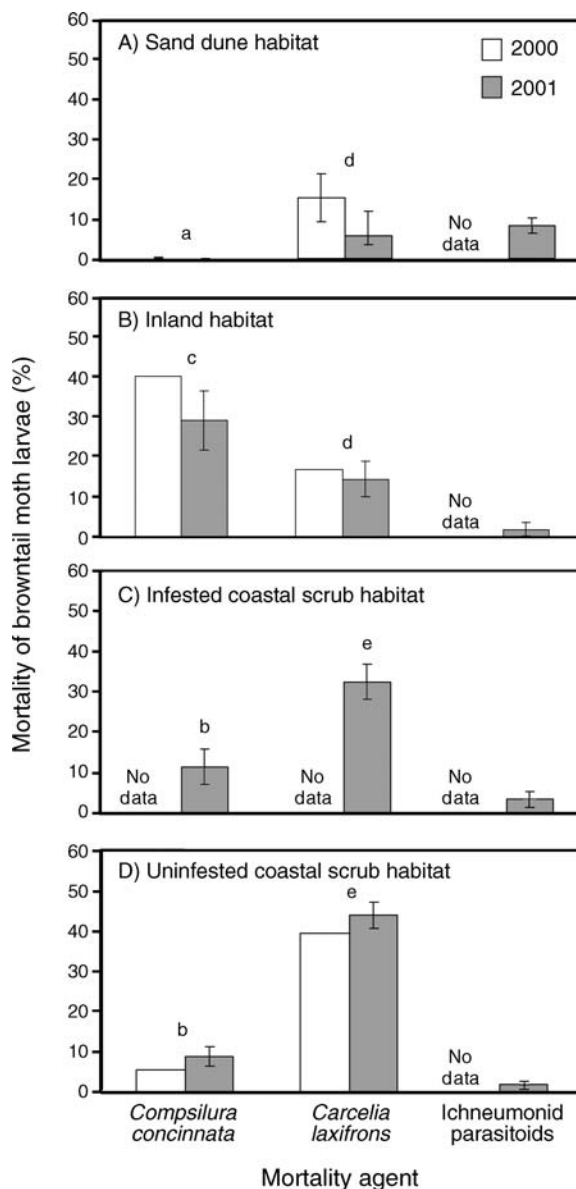 Mortality of browntail moth larvae (%)
60
50
40
30
20
10
0
A) Sand dune habitat
2000
2001
a
d
No
data
60
50
40
30
20
10
0
B) Inland habitat
c
d
No
data
60
50
40
30
20
10
0
C) Infested coastal scrub habitat
No
data
b
No
data
e
No
data
60
50
40
30
20
10
0
D) Uninfested coastal scrub habitat
b
e
No
data
Compsilura
concinnata
Carcelia
laxifrons
Ichneumonid
parasitoids
Mortality agent